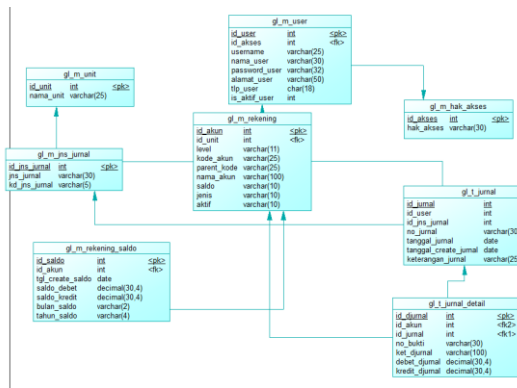 gl_m_user
id_user int <pk>
id_akses int <fk>
username varchar(25)
nama_user varchar(30)
password_user varchar(32)
alamat_user varchar(50)
tlp_user char(18)
is_aktif_user int
gl_m_unit
id_unit int <pk>
nama_unit varchar(25)
gl_m_hak_akses
id_akses int <pk>
hak_akses varchar(30)
gl_m_rekening
id_akun int <pk>
id_unit int <fk>
level varchar(11)
kode_akun varchar(25)
parent_kode varchar(25)
nama_akun varchar(100)
saldo varchar(10)
jenis varchar(10)
aktif varchar(10)
gl_m_jns_jurnal
id_jns_jurnal int <pk>
jns_jurnal varchar(30)
kd_jns_jurnal varchar(5)
gl_t_jurnal
id_jurnal int
id_user int
id_jns_jurnal int
no_jurnal varchar(30
tanggal_jurnal date
tanggal_create_jurnal date
keterangan_jurnal varchar(25
gl_m_rekening_saldo
id_saldo int <pk>
id_akun int <fk>
tgl_create_saldo date
saldo_debet decimal(30,4)
saldo_kredit decimal(30,4)
bulan_saldo varchar(2)
tahun_saldo varchar(4)
gl_t_jurnal_detail
id_djurnal int <pk>
id_akun int <fk2>
id_jurnal int <fk1>
no_bukti varchar(30)
ket_djurnal varchar(100)
debet_djurnal decimal(30,4)
kredit_djurnal decimal(30,4)